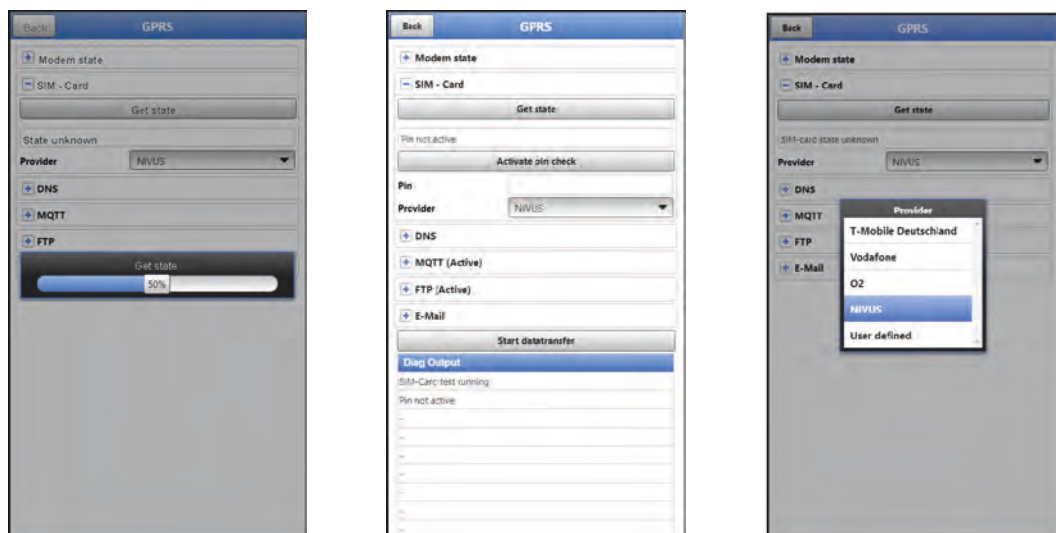 Back GPRS
Modem state
SIM - Card
Get state
State unknown
Provider NIVUS
DNS
MQTT
FTP
Get state
50%
Back GPRS
Modem state
SIM - Card
Get state
Pin not active
Activate pin check
Pin
Provider NIVUS
DNS
MQTT (Active)
FTP (Active)
E-Mail
Start datatransfer
Diag Output
SIM-Card test running
Pin not active
Back GPRS
Modem state
SIM - Card
Get state
SIM-card state unknown
Provider NIVUS
DNS
MQTT
FTP
E-Mail
Provider
T-Mobile Deutschland
Vodafone
O2
NIVUS
User defined